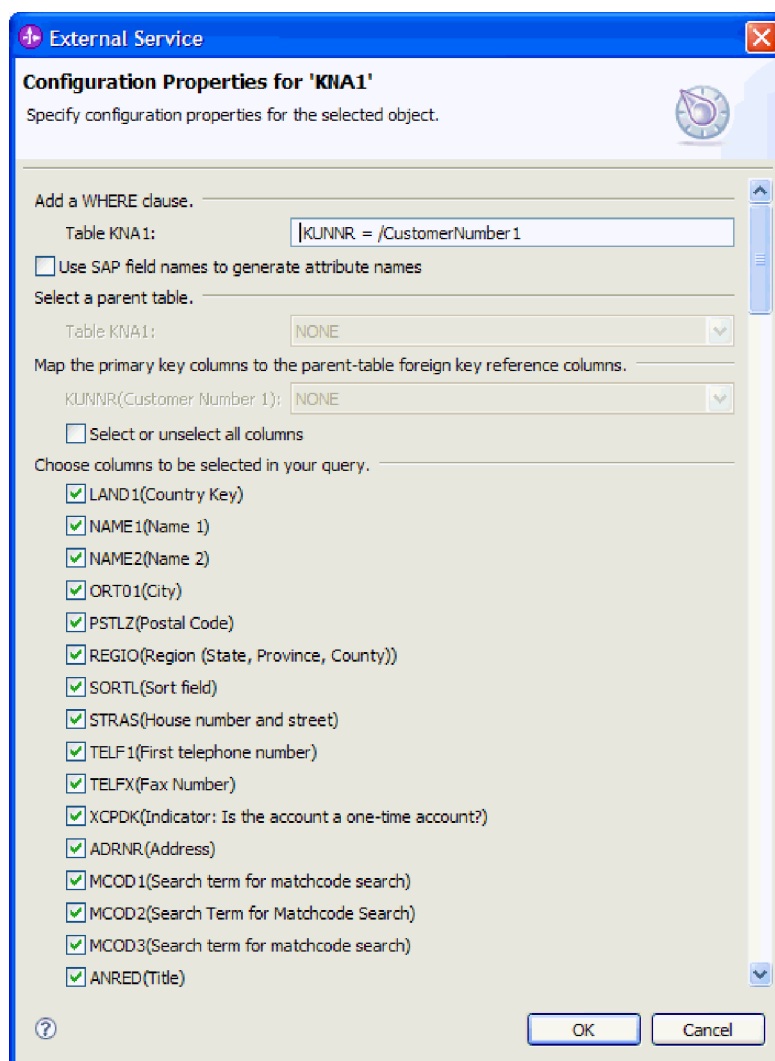 External Service
Configuration Properties for 'KNA1'
Specify configuration properties for the selected object.
Add a WHERE clause.
Table KNA1: KUNNR = /CustomerNumber1
Use SAP field names to generate attribute names
Select a parent table.
Table KNA1: NONE
Map the primary key columns to the parent-table foreign key reference columns.
KUNNR(Customer Number 1): NONE
Select or unselect all columns
Choose columns to be selected in your query.
LAND1(Country Key)
NAME1(Name 1)
NAME2(Name 2)
ORT01(City)
PSTLZ(Postal Code)
REGIO(Region (State, Province, County))
SORTL(Sort field)
STRAS(House number and street)
TELF1(First telephone number)
TELFX(Fax Number)
XCPDK(Indicator: Is the account a one-time account?)
ADRNR(Address)
MCOD1(Search term for matchcode search)
MCOD2(Search Term for Matchcode Search)
MCOD3(Search term for matchcode search)
ANRED(Title)
? OK Cancel